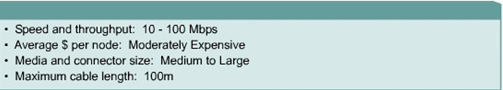 • Speed and throughput: 10 - 100 Mbps
• Average $ per node: Moderately Expensive
• Media and connector size: Medium to Large
• Maximum cable length: 100m